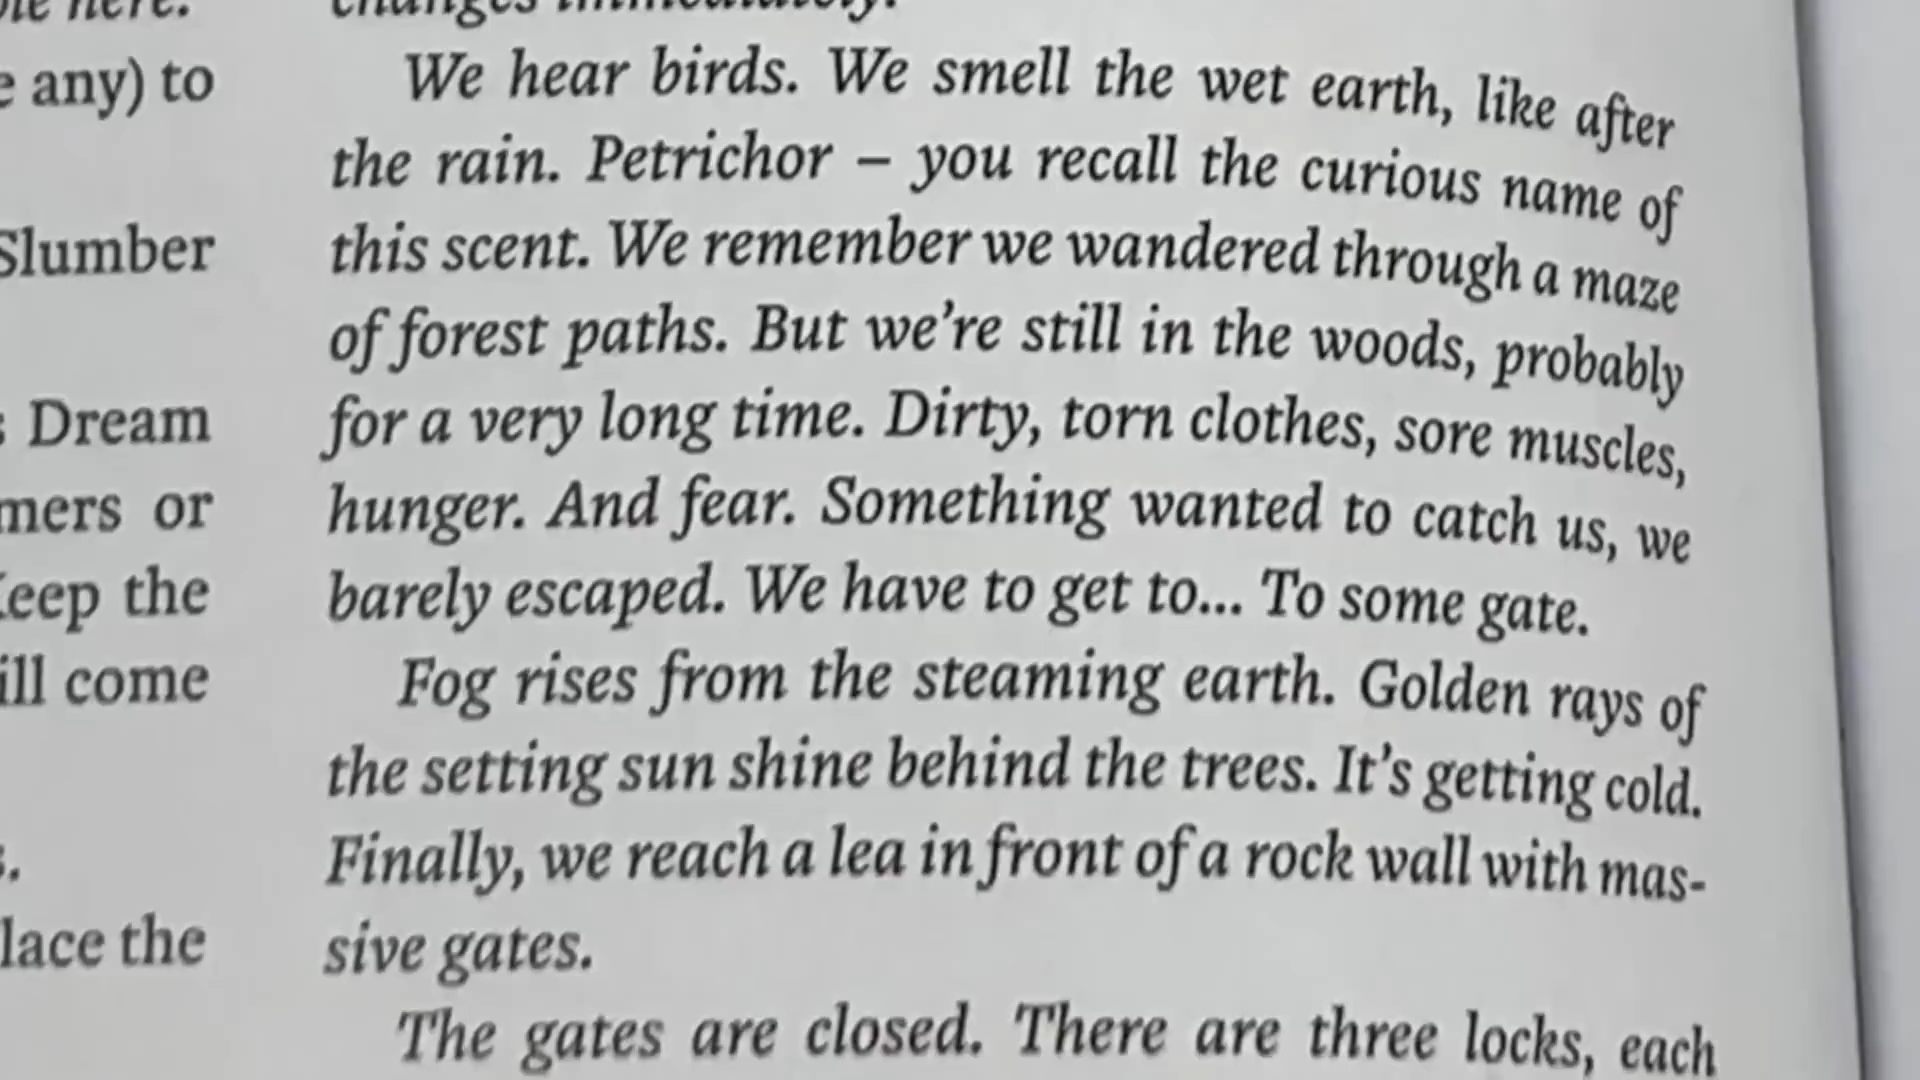 here.
any) to
Slumber
Dream
or
the
come
the
changes immediately.
We hear birds. We smell the wet earth, like after
the rain. Petrichor – you recall the curious name of
this scent. We remember we wandered through a maze
of forest paths. But we're still in the woods, probably
for a very long time. Dirty, torn clothes, sore muscles,
hunger. And fear. Something wanted to catch us, we
barely escaped. We have to get to... To some gate.
Fog rises from the steaming earth. Golden rays of
the setting sun shine behind the trees. It's getting cold.
Finally, we reach a lea in front of a rock wall with mas-
sive gates.
The gates are closed. There are three locks, each